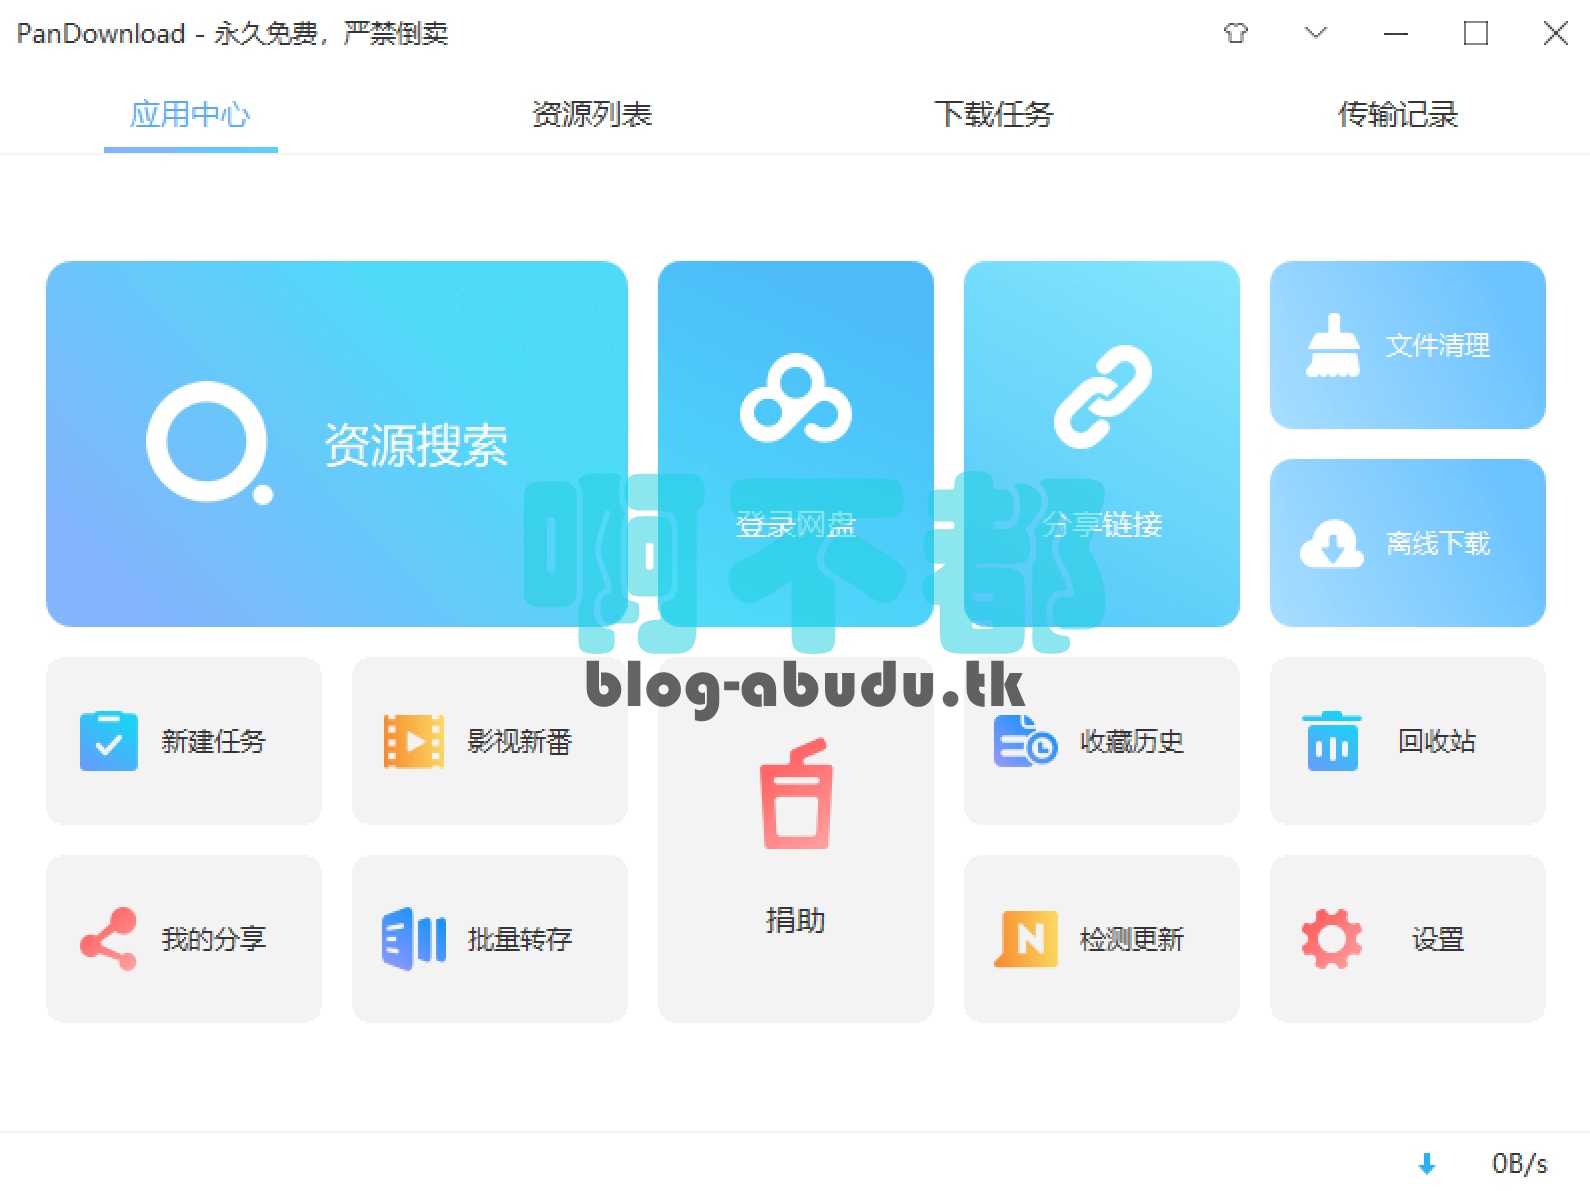 PanDownload - 永久免费，严禁倒卖
应用中心
资源列表
下载任务
传输记录
资源搜索
登录网盘
分享链接
文件清理
离线下载
啊不都
blog-abudu.tk
新建任务
影视新番
收藏历史
回收站
捐助
我的分享
批量转存
检测更新
设置
0B/s